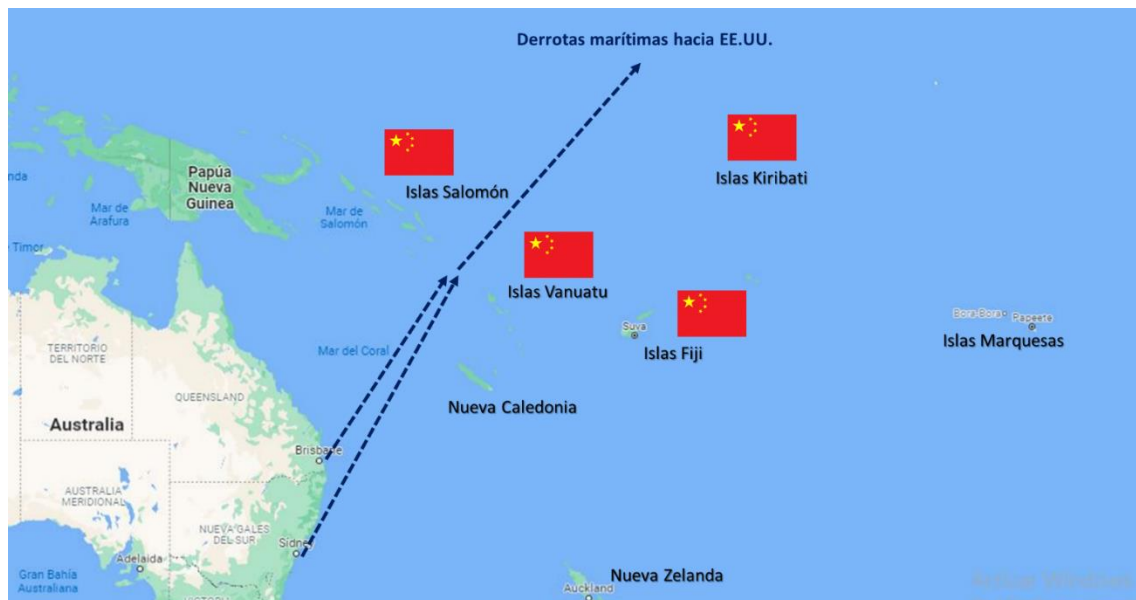 Derrotas marítimas hacia EE.UU.
Papúa
Nueva
Guinea
Islas Salomón
Islas Kiribati
Mar de
Arafura
Mar de
Salomón
Timor
Islas Vanuatu
Bora-Bora
Papeete
Suva
Islas Marquesas
TERRITORIO
DEL NORTE
Mar del Coral
Islas Fiji
QUEENSLAND
Nueva Caledonia
Australia
Brisbane
AUSTRALIA
MERIDIONAL
NUEVA GALES
DEL SUR
Sidney
Adelaida
Gran Bahía
Australiana
Nueva Zelanda
Auckland